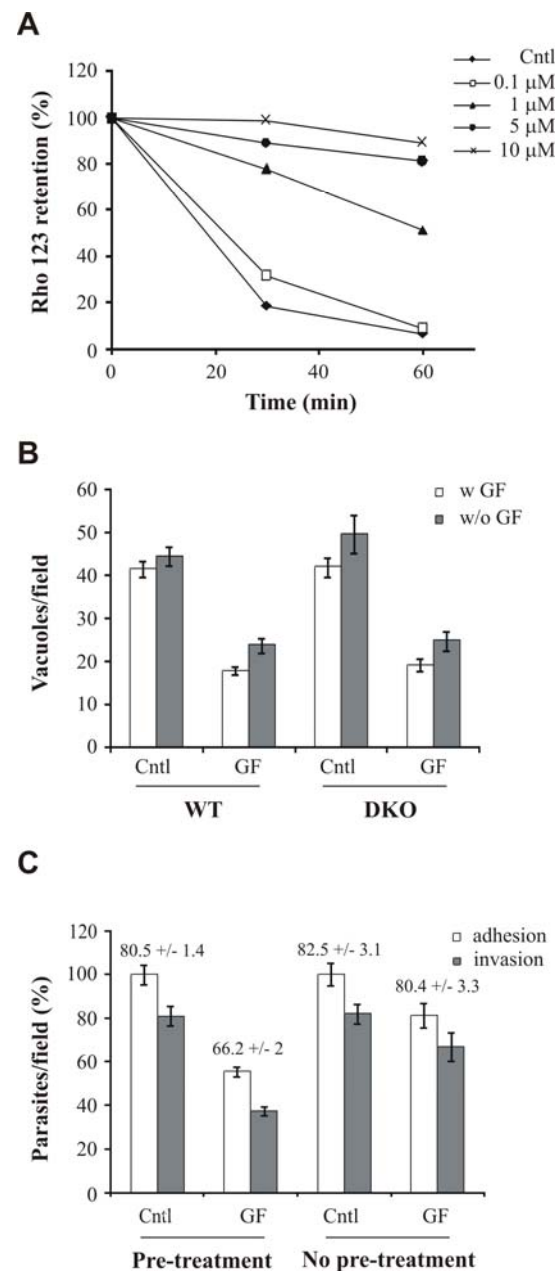 A
Cntl
0.1 µM
1 µM
5 µM
10 µM
Rho 123 retention (%)
120
100
80
60
40
20
0
0 20 40 60
Time (min)
B
w GF
w/o GF
Vacuoles/field
60
50
40
30
20
10
0
Cntl GF Cntl GF
WT DKO
C
adhesion
invasion
Parasites/field (%)
120
100
80
60
40
20
0
80.5 +/- 1.4
66.2 +/- 2
82.5 +/- 3.1
80.4 +/- 3.3
Cntl GF Cntl GF
Pre-treatment No pre-treatment